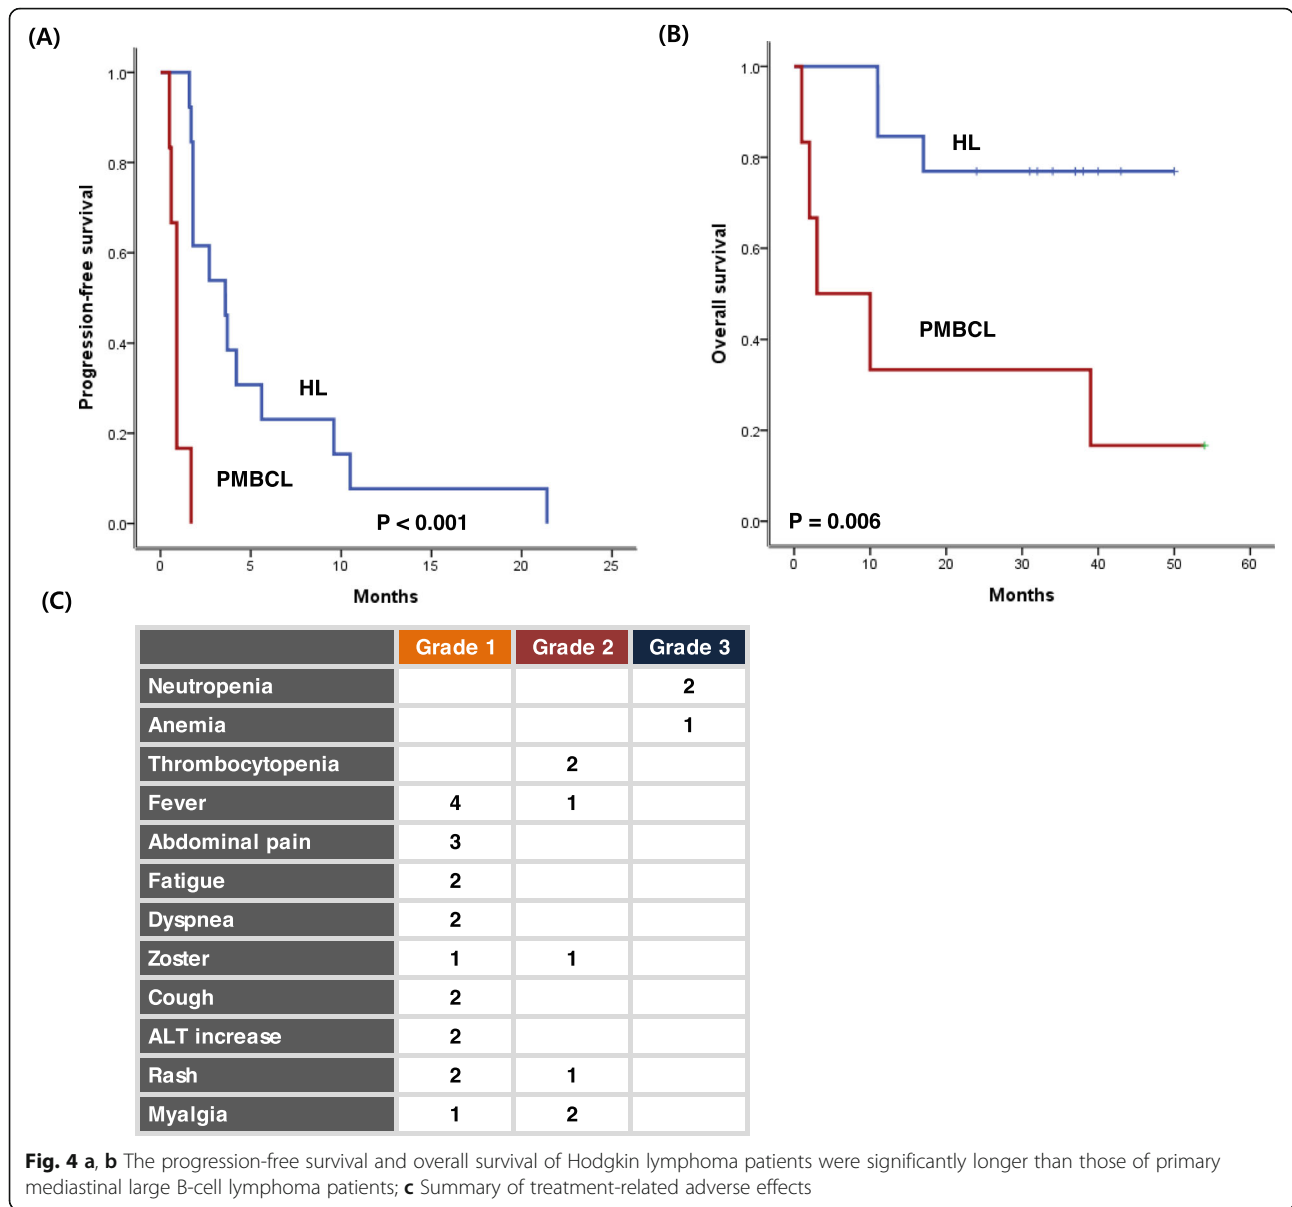 (A)
1.0
0.8
0.6
0.4
0.2
0.0
Progression-free survival
HL
PMBCL
P < 0.001
0 5 10 15 20 25
Months
(B)
1.0
0.8
0.6
0.4
0.2
0.0
Overall survival
HL
PMBCL
P = 0.006
0 10 20 30 40 50 60
Months
(C)
Grade 1 Grade 2 Grade 3
Neutropenia 2
Anemia 1
Thrombocytopenia 2
Fever 4 1
Abdominal pain 3
Fatigue 2
Dyspnea 2
Zoster 1 1
Cough 2
ALT increase 2
Rash 2 1
Myalgia 1 2
Fig. 4 a, b The progression-free survival and overall survival of Hodgkin lymphoma patients were significantly longer than those of primary
mediastinal large B-cell lymphoma patients; c Summary of treatment-related adverse effects